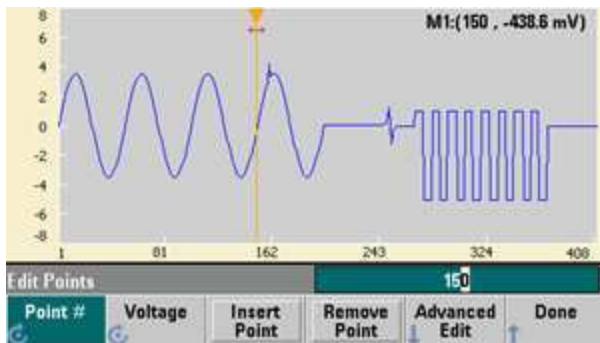 8
M1:(150 , -438.6 mV)
6
4
2
0
-2
-4
-6
-8
1 81 162 243 324 408
Edit Points 150
Point # Voltage Insert Point Remove Point Advanced Edit Done